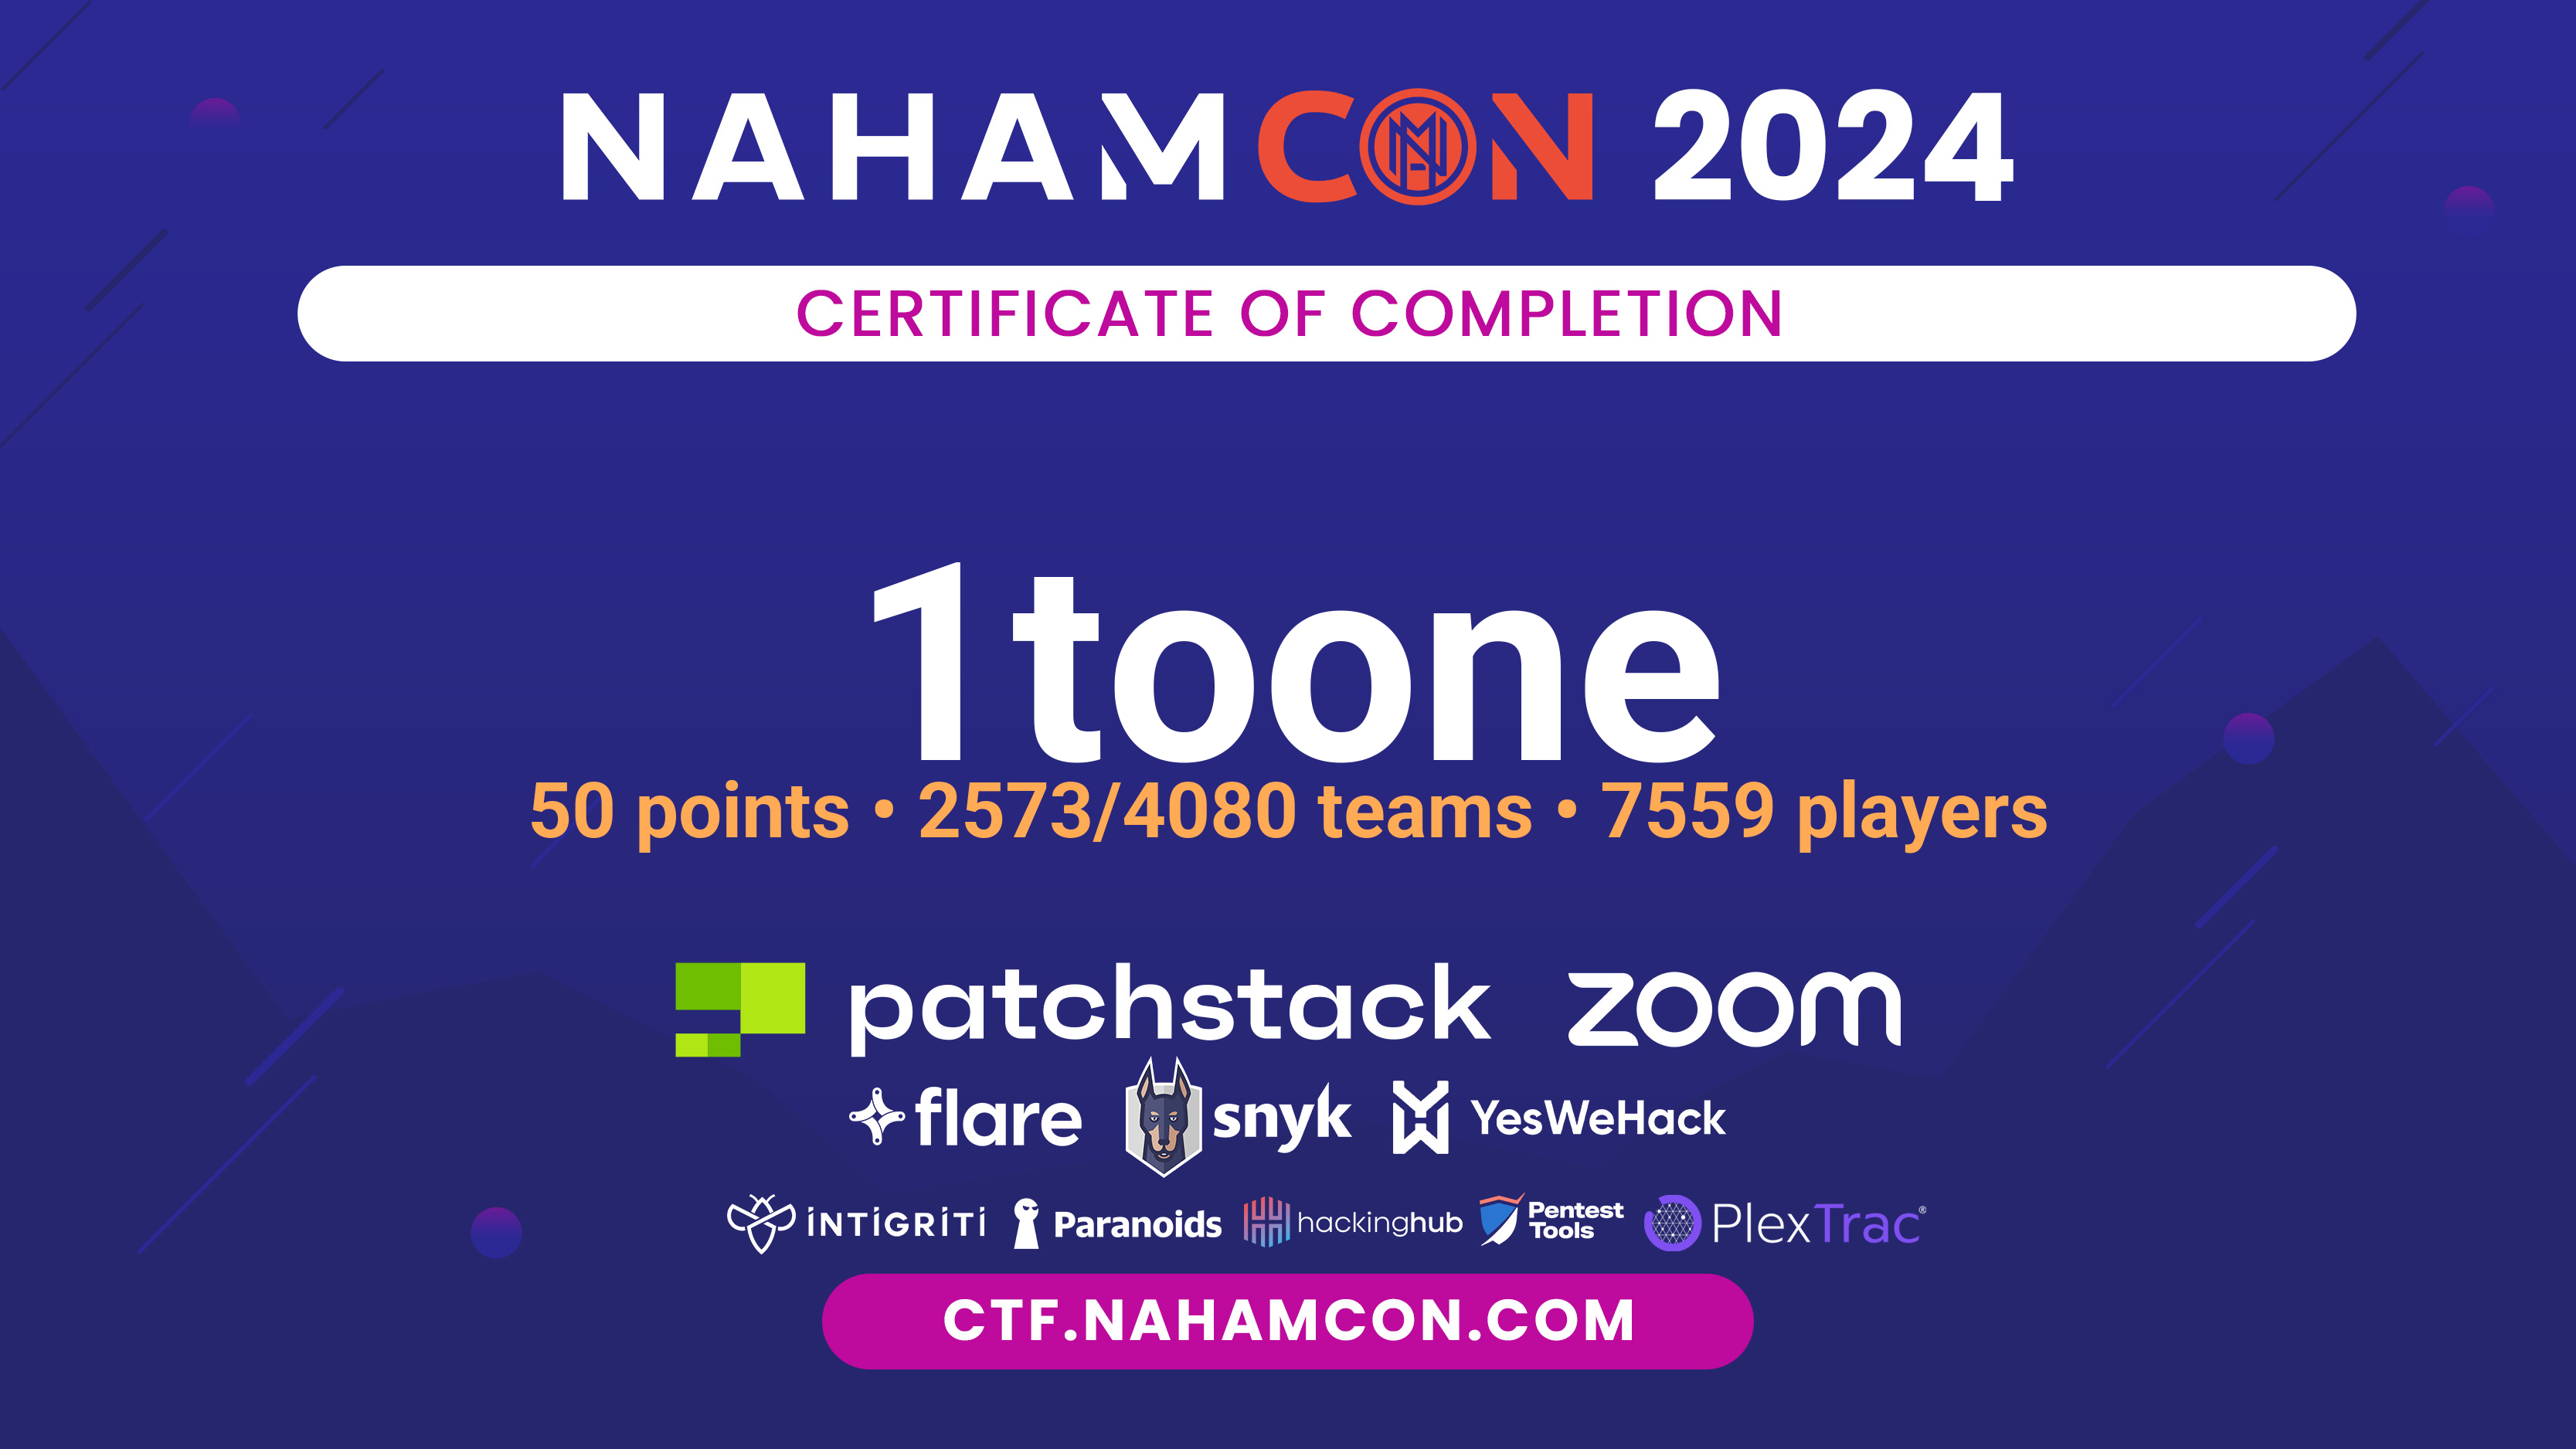 NAHAMCON 2024
CERTIFICATE OF COMPLETION
1toone
50 points • 2573/4080 teams • 7559 players
patchstack zoom
flare snyk YesWeHack
INTIGRITI Paranoids hackinghub Pentest Tools PlexTrac®
CTF.NAHAMCON.COM